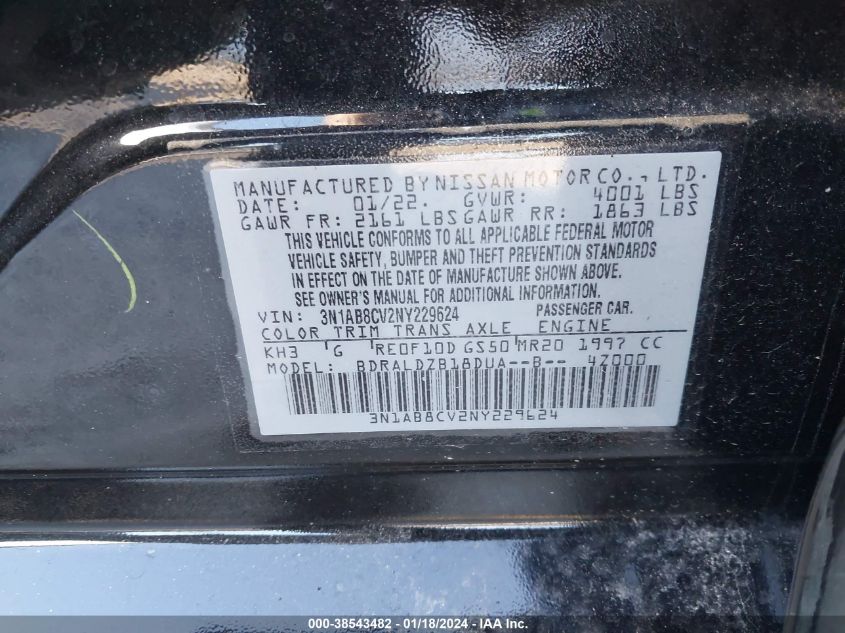 MANUFACTURED BY NISSAN MOTOR CO., LTD.
DATE: 01/22. GVWR: 4001 LBS
GAWR FR: 2161 LBS GAWR RR: 1863 LBS
THIS VEHICLE CONFORMS TO ALL APPLICABLE FEDERAL MOTOR
VEHICLE SAFETY, BUMPER AND THEFT PREVENTION STANDARDS
IN EFFECT ON THE DATE OF MANUFACTURE SHOWN ABOVE.
SEE OWNER'S MANUAL FOR ADDITIONAL INFORMATION.
VIN: 3N1AB8CV2NY229624 PASSENGER CAR.
COLOR TRIM TRANS AXLE ENGINE
KH3 G RE0F10D GS50 MR20 1997 CC
MODEL: BDRALDZB18DUA--B-- 4Z000
3N1AB8CV2NY229624
000-38543482 - 01/18/2024 - IAA